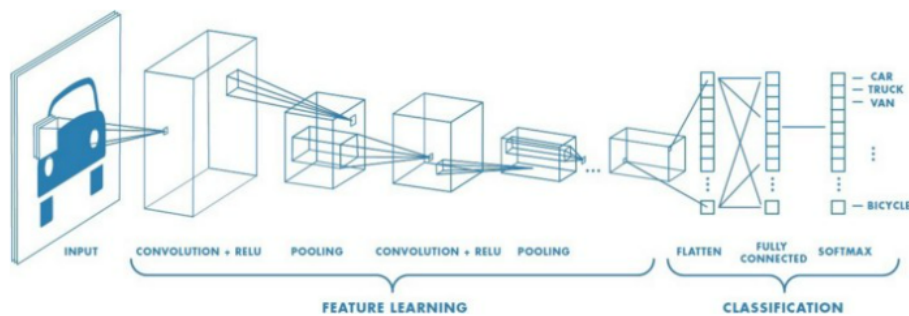 CAR
TRUCK
VAN
BICYCLE
INPUT
CONVOLUTION + RELU
POOLING
CONVOLUTION + RELU
POOLING
FLATTEN
FULLY
CONNECTED
SOFTMAX
FEATURE LEARNING
CLASSIFICATION